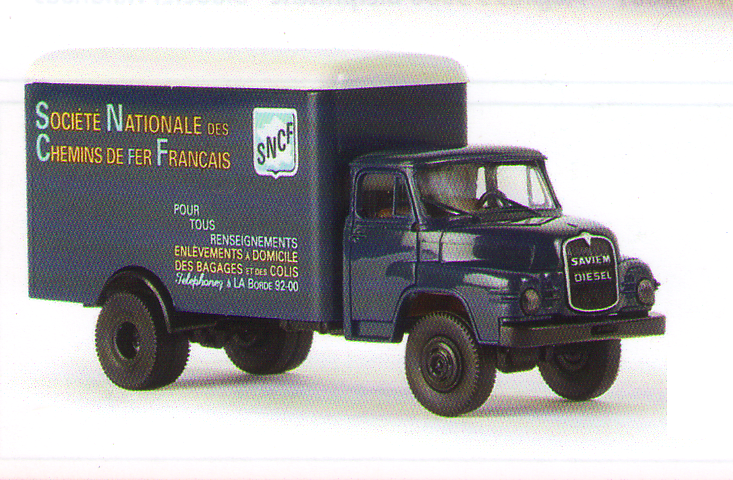 SOCIÉTÉ NATIONALE DES
CHEMINS DE FER FRANCAIS
SNCF
POUR
TOUS
RENSEIGNEMENTS
ENLÈVEMENTS À DOMICILE
DES BAGAGES ET DES COLIS
Téléphonez à LA BORDE 92-00
SAVIEM
DIESEL